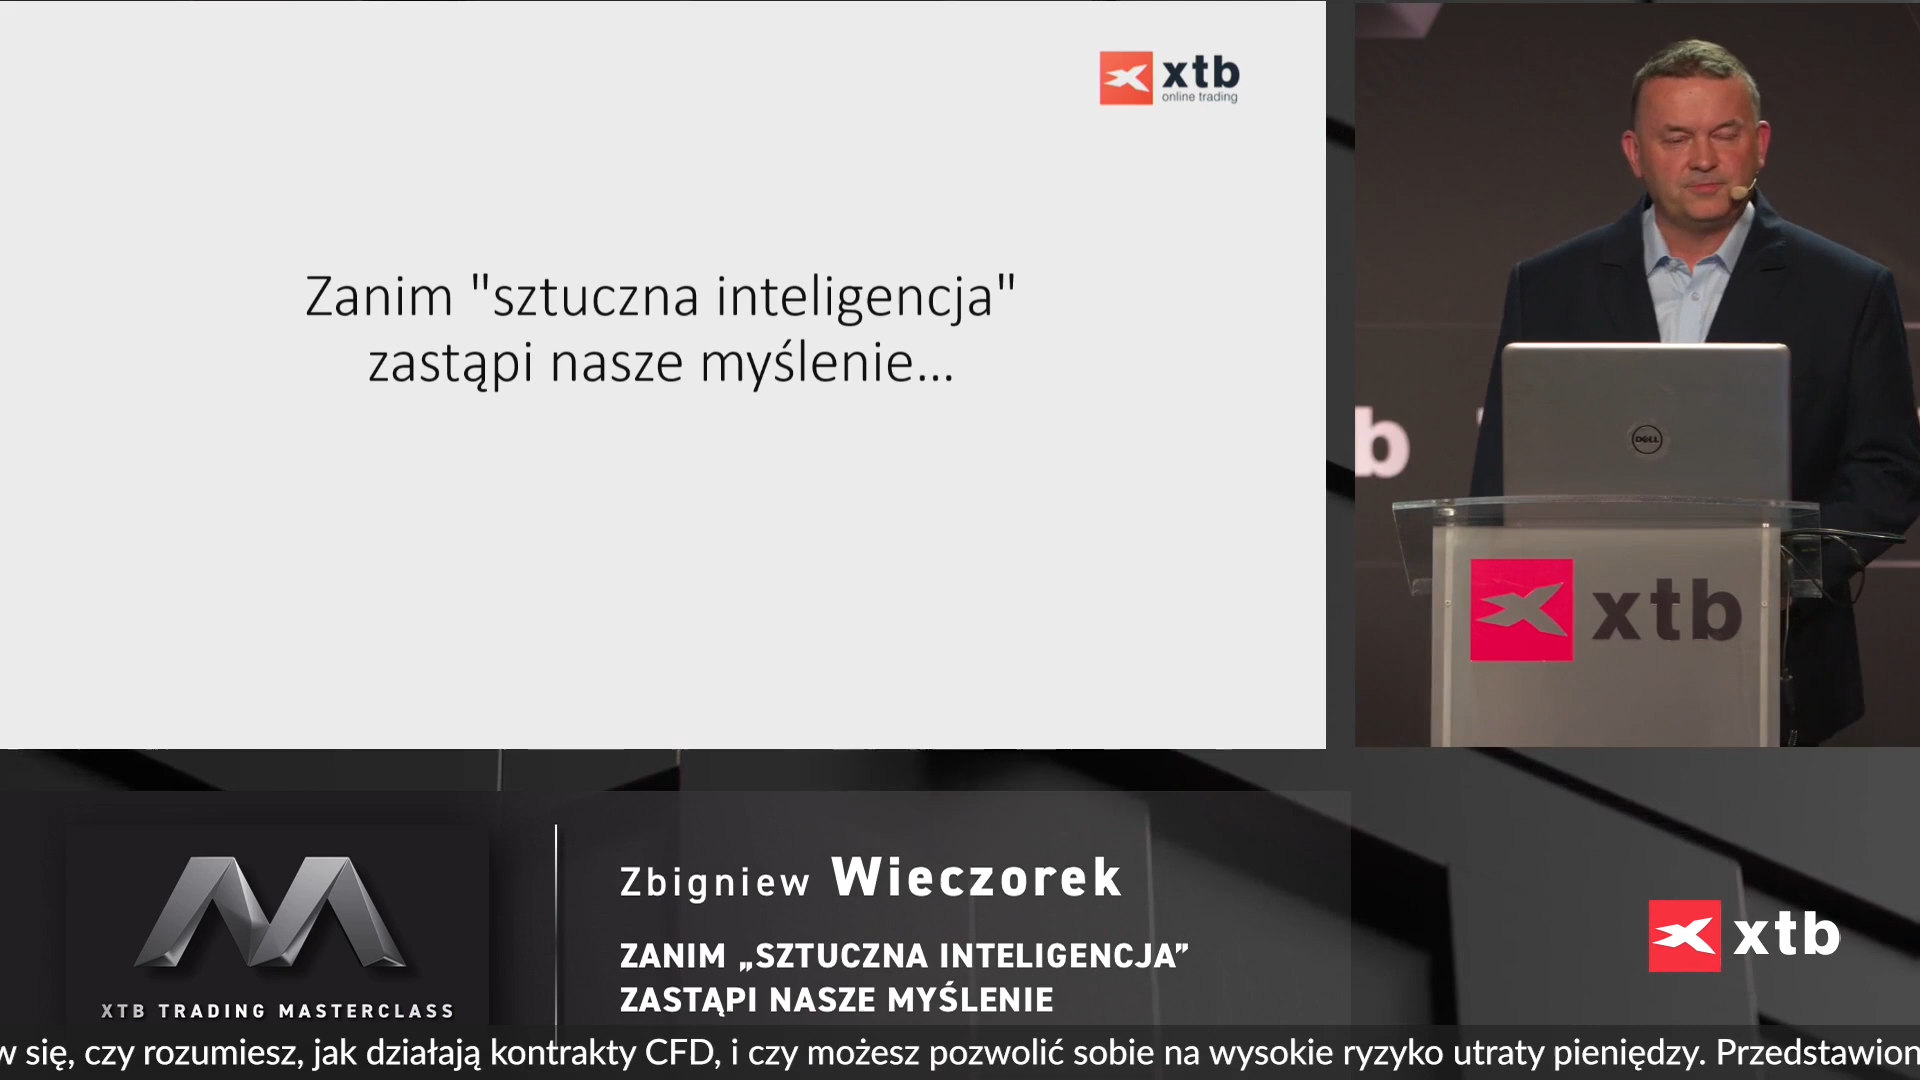 xtb
online trading
Zanim "sztuczna inteligencja"
zastąpi nasze myślenie...
b
DELL
xtb
Zbigniew Wieczorek
ZANIM „SZTUCZNA INTELIGENCJA”
ZASTĄPI NASZE MYŚLENIE
XTB TRADING MASTERCLASS
xtb
w się, czy rozumiesz, jak działają kontrakty CFD, i czy możesz pozwolić sobie na wysokie ryzyko utraty pieniędzy. Przedstawion